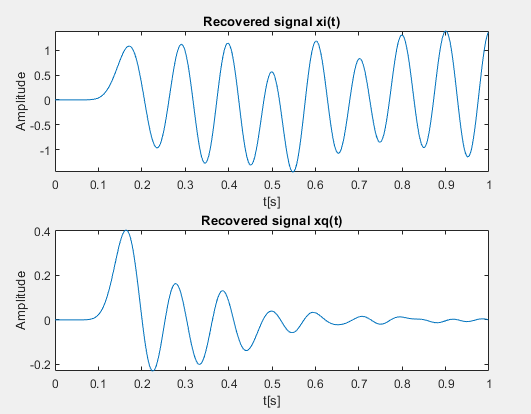 Recovered signal xi(t)
1
0.5
0
-0.5
-1
Amplitude
0 0.1 0.2 0.3 0.4 0.5 0.6 0.7 0.8 0.9 1
t[s]
Recovered signal xq(t)
0.4
0.2
0
-0.2
Amplitude
0 0.1 0.2 0.3 0.4 0.5 0.6 0.7 0.8 0.9 1
t[s]